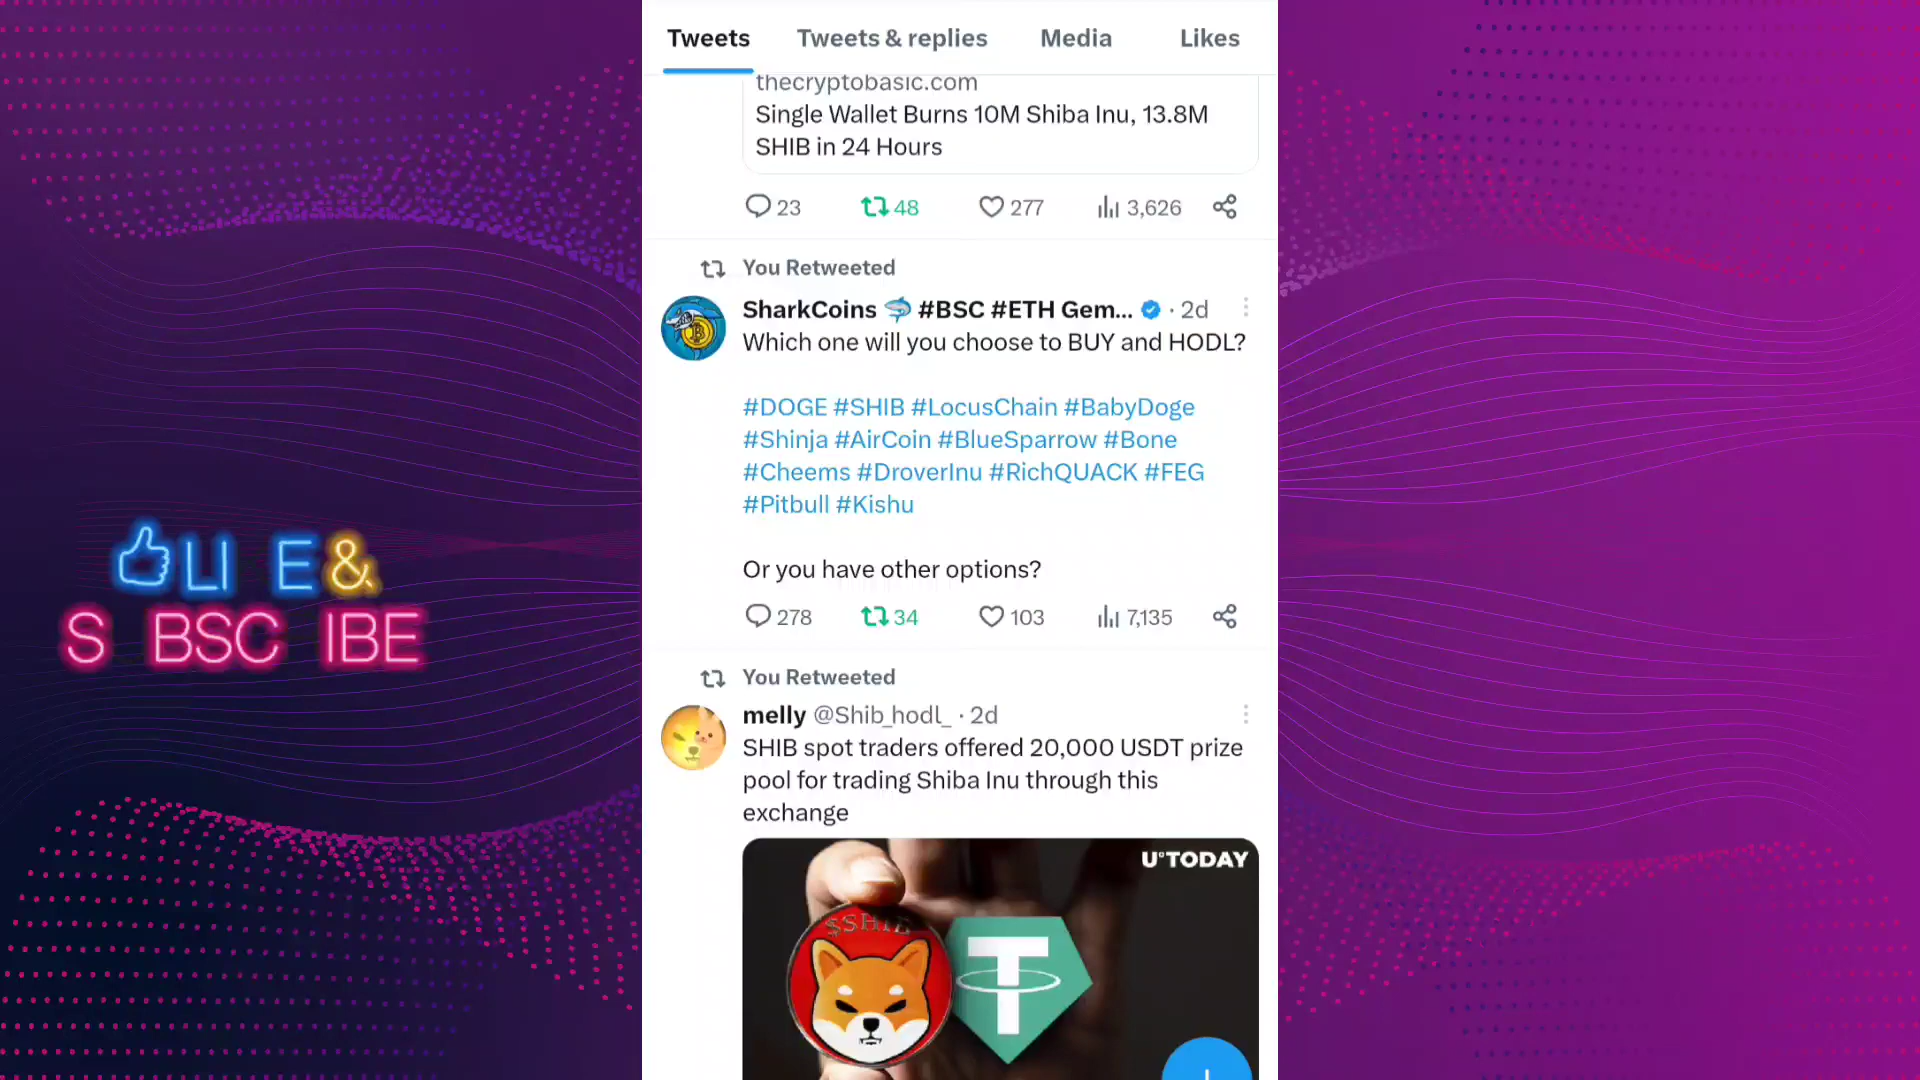 Tweets Tweets & replies Media Likes
thecryptobasic.com
Single Wallet Burns 10M Shiba Inu, 13.8M
SHIB in 24 Hours
23 48 277 3,626
You Retweeted
SharkCoins #BSC #ETH Gem... · 2d
Which one will you choose to BUY and HODL?
#DOGE #SHIB #LocusChain #BabyDoge
#Shinja #AirCoin #BlueSparrow #Bone
#Cheems #DroverInu #RichQUACK #FEG
#Pitbull #Kishu
Or you have other options?
278 34 103 7,135
You Retweeted
melly @Shib_hodl_ · 2d
SHIB spot traders offered 20,000 USDT prize
pool for trading Shiba Inu through this
exchange
U°TODAY
$SHIB
LI E &
S BSC IBE